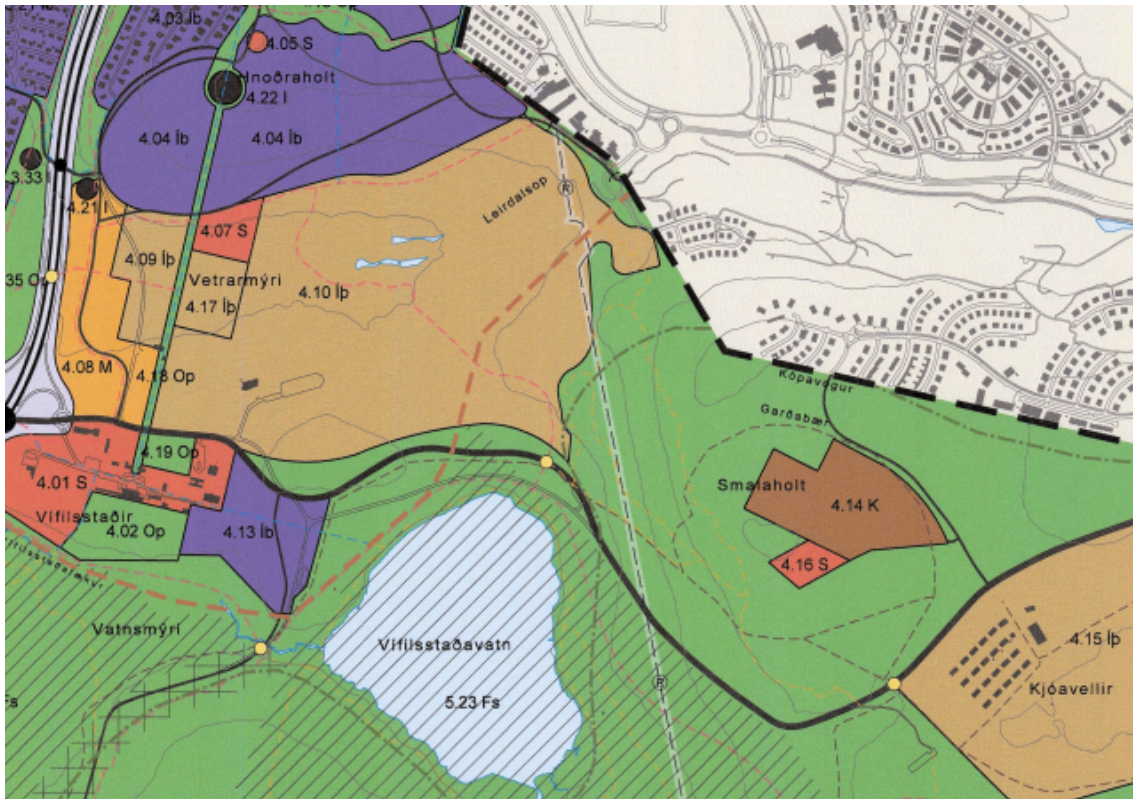 4.03 Íb
4.05 S
Hnoðraholt
4.22 I
4.04 Íb
4.04 Íb
3.33 I
4.21 I
Leirdalsop
R
4.07 S
4.09 Íþ
Vetrarmýri
35 Op
4.10 Íþ
4.17 Íþ
4.08 M
4.18 Op
Kópavogur
Garðabær
4.19 Op
4.01 S
Smalaholt
4.14 K
Vífilsstaðir
4.02 Op
4.13 Íb
4.16 S
Vatnsmýri
Vífilsstaðavatn
4.15 Íþ
R
Kjóavellir
Fs
5.23 Fs